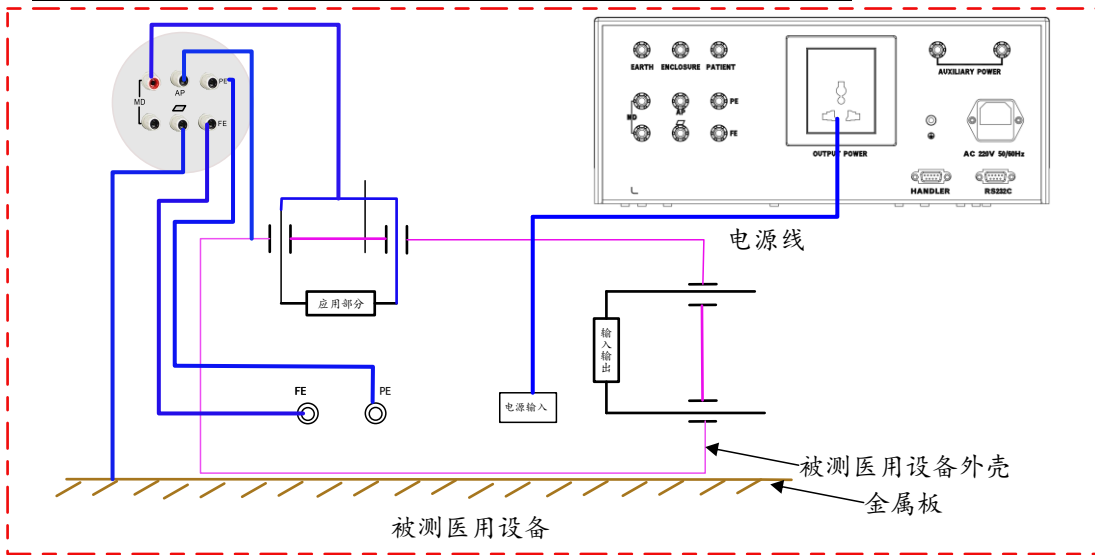 EARTH ENCLOSURE PATIENT
AUXILIARY POWER
MD
AP
PE
FE
MD
AP
PE
FE
OUTPUT POWER
AC 220V 50/60Hz
HANDLER
RS232C
电源线
应用部分
输入输出
FE
PE
电源输入
被测医用设备外壳
金属板
被测医用设备